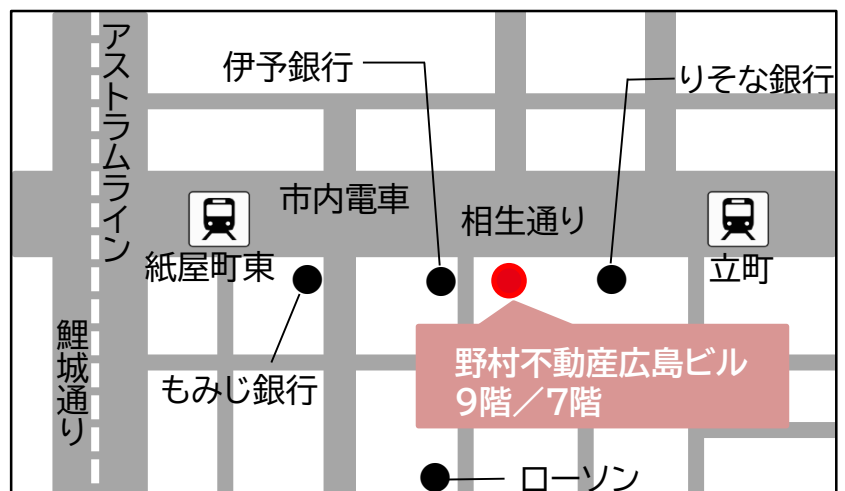 アストラムライン
伊予銀行
りそな銀行
市内電車
相生通り
紙屋町東
立町
鯉城通り
もみじ銀行
野村不動産広島ビル
9階／7階
ローソン